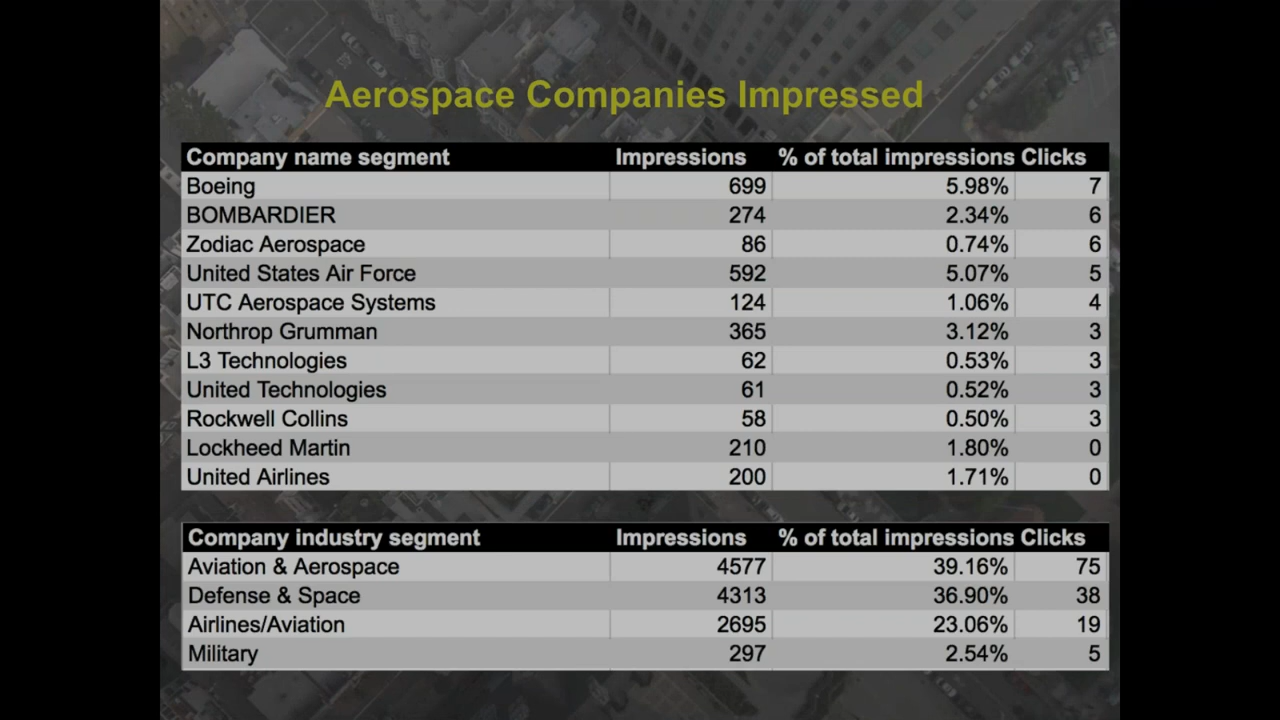 Aerospace Companies Impressed
Company name segment Impressions % of total impressions Clicks
Boeing 699 5.98% 7
BOMBARDIER 274 2.34% 6
Zodiac Aerospace 86 0.74% 6
United States Air Force 592 5.07% 5
UTC Aerospace Systems 124 1.06% 4
Northrop Grumman 365 3.12% 3
L3 Technologies 62 0.53% 3
United Technologies 61 0.52% 3
Rockwell Collins 58 0.50% 3
Lockheed Martin 210 1.80% 0
United Airlines 200 1.71% 0
Company industry segment Impressions % of total impressions Clicks
Aviation & Aerospace 4577 39.16% 75
Defense & Space 4313 36.90% 38
Airlines/Aviation 2695 23.06% 19
Military 297 2.54% 5